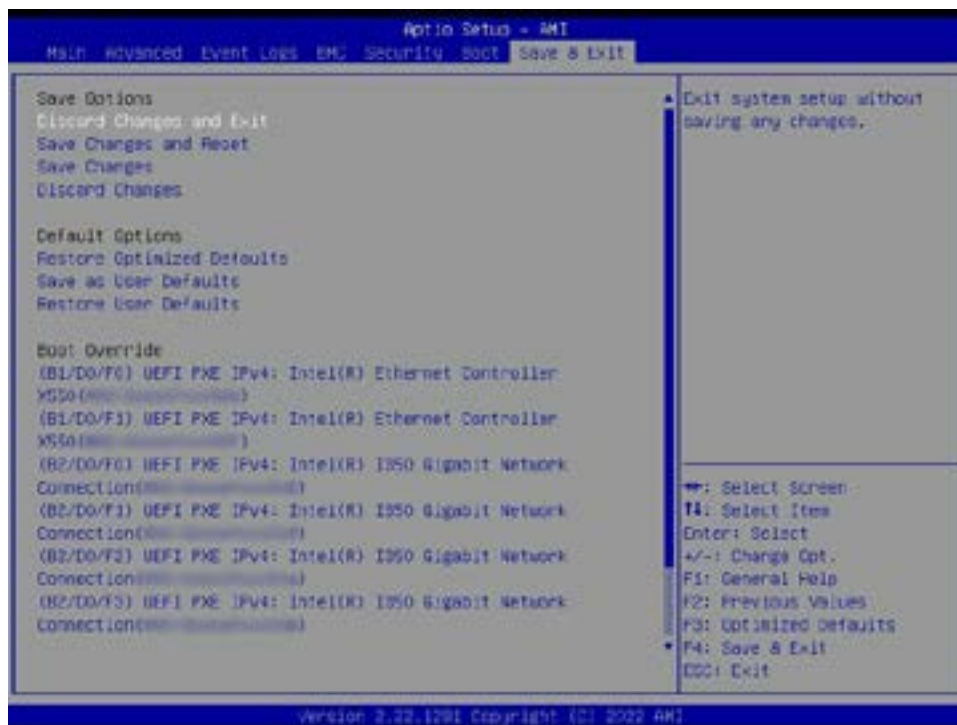 Aptio Setup - AMI
Main Advanced Event Logs BMC Security Boot Save & Exit
Save Options
Discard Changes and Exit
Save Changes and Reset
Save Changes
Discard Changes
Default Options
Restore Optimized Defaults
Save as User Defaults
Restore User Defaults
Boot Override
(B1/D0/F0) UEFI PXE IPv4: Intel(R) Ethernet Controller
X550(
(B1/D0/F1) UEFI PXE IPv4: Intel(R) Ethernet Controller
X550(
(B2/D0/F0) UEFI PXE IPv4: Intel(R) I350 Gigabit Network
Connection(
(B2/D0/F1) UEFI PXE IPv4: Intel(R) I350 Gigabit Network
Connection(
(B2/D0/F2) UEFI PXE IPv4: Intel(R) I350 Gigabit Network
Connection(
(B2/D0/F3) UEFI PXE IPv4: Intel(R) I350 Gigabit Network
Connection(
Exit system setup without
saving any changes.
→←: Select Screen
↑↓: Select Item
Enter: Select
+/-: Change Opt.
F1: General Help
F2: Previous Values
F3: Optimized Defaults
F4: Save & Exit
ESC: Exit
Version 2.22.1281 Copyright (C) 2022 AMI